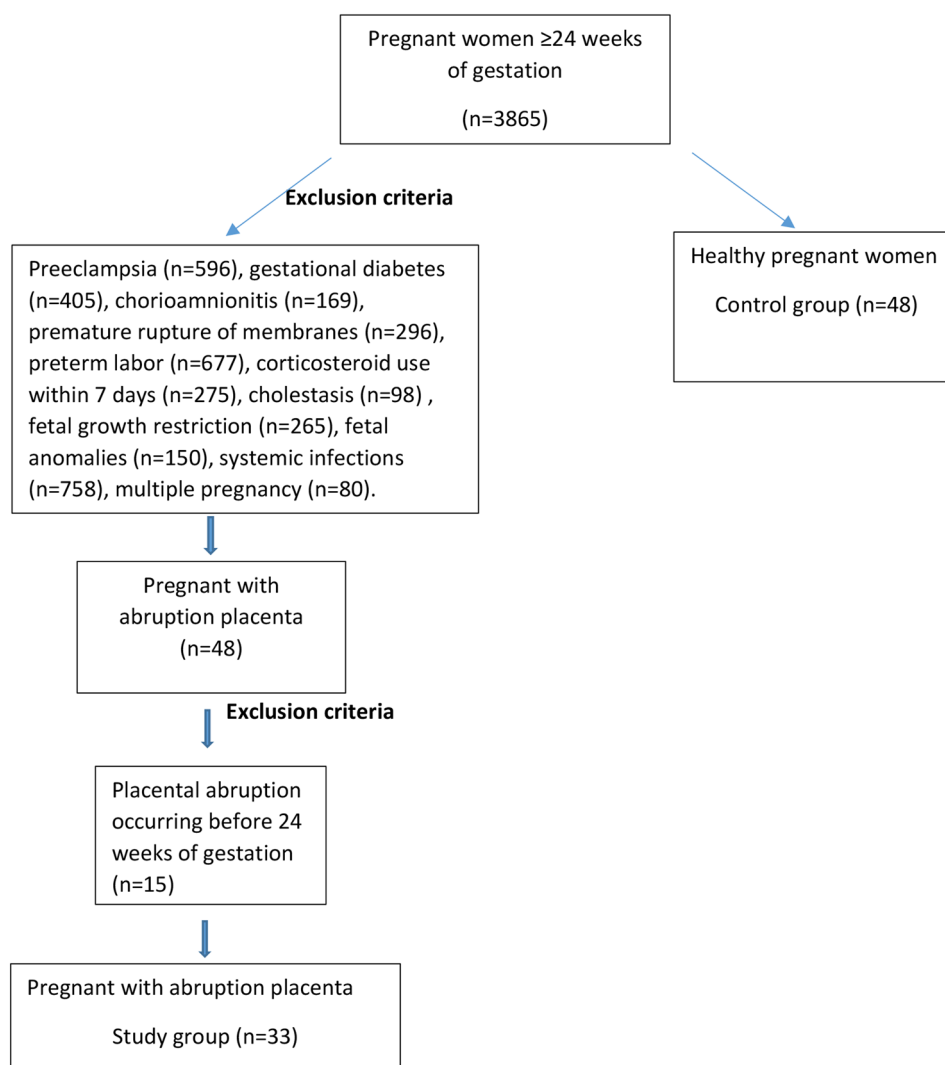 Pregnant women ≥24 weeks
of gestation
(n=3865)
Exclusion criteria
Preeclampsia (n=596), gestational diabetes
(n=405), chorioamnionitis (n=169),
premature rupture of membranes (n=296),
preterm labor (n=677), corticosteroid use
within 7 days (n=275), cholestasis (n=98) ,
fetal growth restriction (n=265), fetal
anomalies (n=150), systemic infections
(n=758), multiple pregnancy (n=80).
Healthy pregnant women
Control group (n=48)
Pregnant with
abruption placenta
(n=48)
Exclusion criteria
Placental abruption
occurring before 24
weeks of gestation
(n=15)
Pregnant with abruption placenta
Study group (n=33)